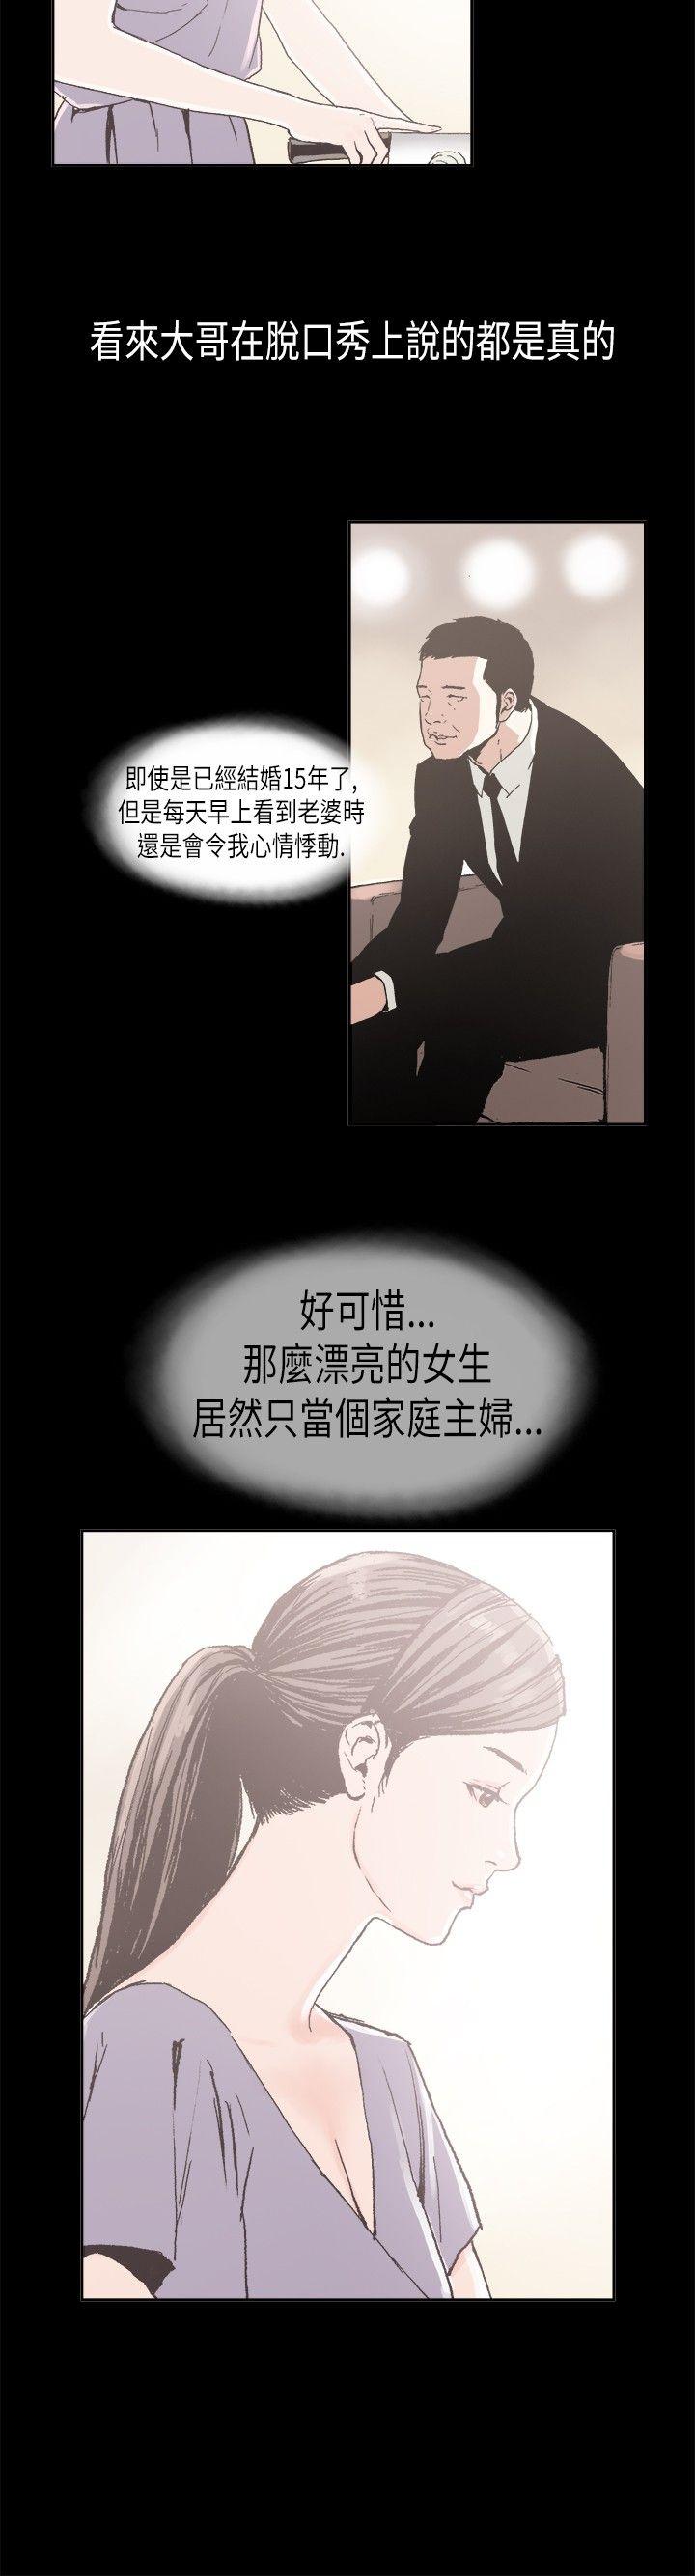 看來大哥在脫口秀上說的都是真的
即使是已經結婚15年了,
但是每天早上看到老婆時
還是會令我心情悸動.
好可惜...
那麼漂亮的女生
居然只當個家庭主婦...